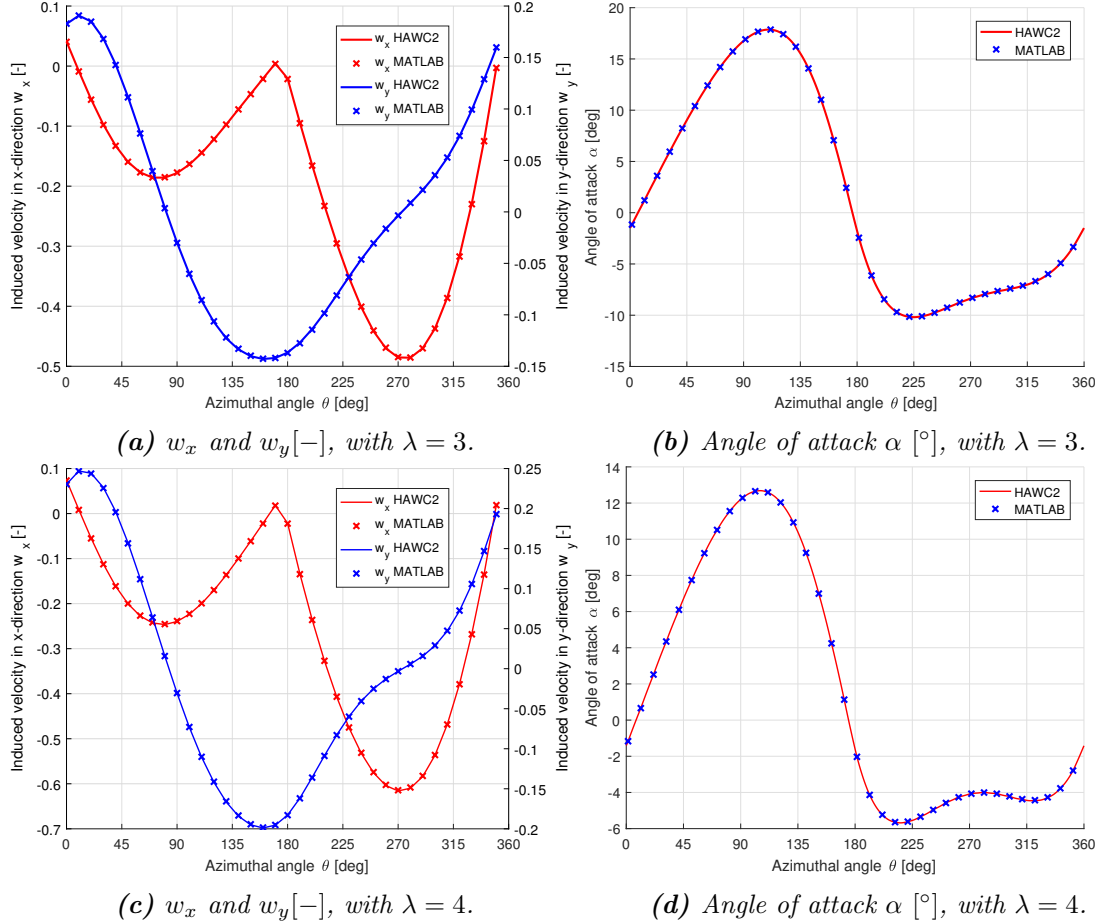 0.1
0
-0.1
-0.2
-0.3
-0.4
-0.5
Induced velocity in x-direction w_x [-]
0.2
0.15
0.1
0.05
0
-0.05
-0.1
-0.15
Induced velocity in y-direction w_y [-]
0 45 90 135 180 225 270 315 360
Azimuthal angle θ [deg]
w_x HAWC2
w_x MATLAB
w_y HAWC2
w_y MATLAB
(a) w_x and w_y[−], with λ = 3.
20
15
10
5
0
-5
-10
-15
Angle of attack α [deg]
0 45 90 135 180 225 270 315 360
Azimuthal angle θ [deg]
HAWC2
MATLAB
(b) Angle of attack α [°], with λ = 3.
0.1
0
-0.1
-0.2
-0.3
-0.4
-0.5
-0.6
-0.7
Induced velocity in x-direction w_x [-]
0.25
0.2
0.15
0.1
0.05
0
-0.05
-0.1
-0.15
-0.2
Induced velocity in y-direction w_y [-]
0 45 90 135 180 225 270 315 360
Azimuthal angle θ [deg]
w_x HAWC2
w_x MATLAB
w_y HAWC2
w_y MATLAB
(c) w_x and w_y[−], with λ = 4.
14
12
10
8
6
4
2
0
-2
-4
-6
Angle of attack α [deg]
0 45 90 135 180 225 270 315 360
Azimuthal angle θ [deg]
HAWC2
MATLAB
(d) Angle of attack α [°], with λ = 4.